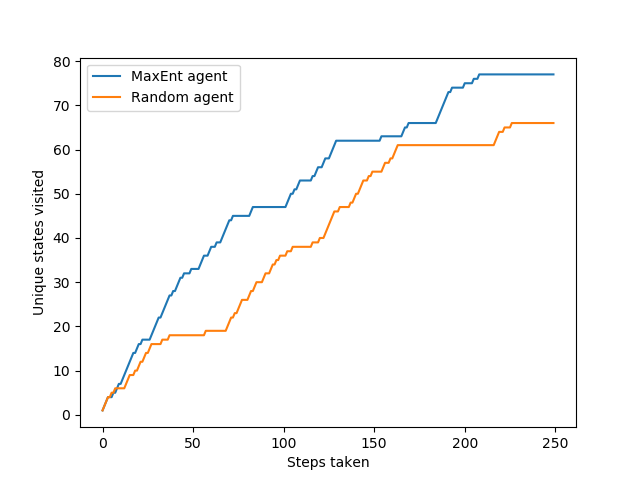 MaxEnt agent
Random agent
80
70
60
50
40
30
20
10
0
Unique states visited
0 50 100 150 200 250
Steps taken